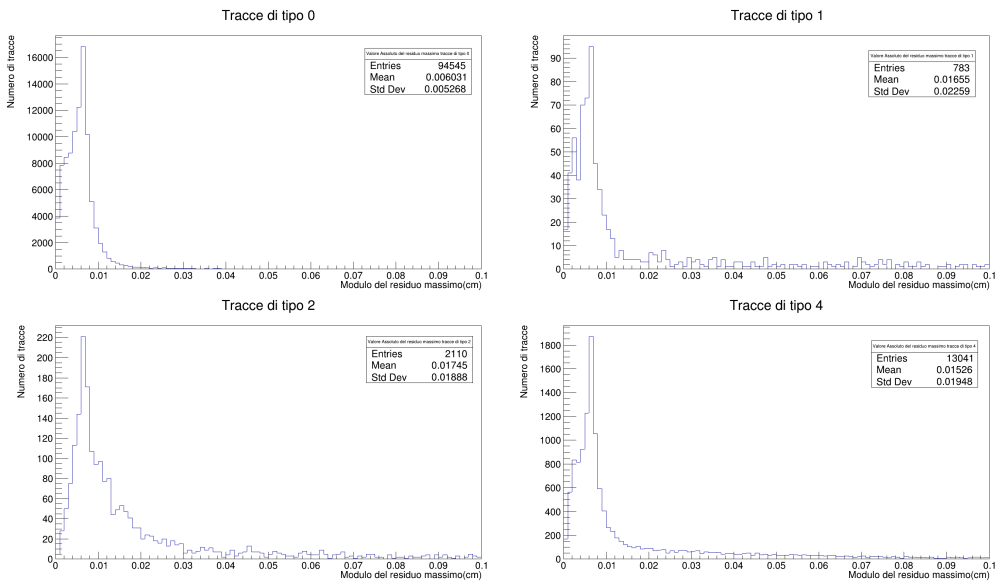 Tracce di tipo 0
Numero di tracce
16000
14000
12000
10000
8000
6000
4000
2000
0
Valore Assoluto del residuo massimo tracce di tipo 0
Entries 94545
Mean 0.006031
Std Dev 0.005268
0 0.01 0.02 0.03 0.04 0.05 0.06 0.07 0.08 0.09 0.1
Modulo del residuo massimo(cm)
Tracce di tipo 1
Numero di tracce
90
80
70
60
50
40
30
20
10
0
Valore Assoluto del residuo massimo tracce di tipo 1
Entries 783
Mean 0.01655
Std Dev 0.02259
0 0.01 0.02 0.03 0.04 0.05 0.06 0.07 0.08 0.09 0.1
Modulo del residuo massimo(cm)
Tracce di tipo 2
Numero di tracce
220
200
180
160
140
120
100
80
60
40
20
0
Valore Assoluto del residuo massimo tracce di tipo 2
Entries 2110
Mean 0.01745
Std Dev 0.01888
0 0.01 0.02 0.03 0.04 0.05 0.06 0.07 0.08 0.09 0.1
Modulo del residuo massimo(cm)
Tracce di tipo 4
Numero di tracce
1800
1600
1400
1200
1000
800
600
400
200
0
Valore Assoluto del residuo massimo tracce di tipo 4
Entries 13041
Mean 0.01526
Std Dev 0.01948
0 0.01 0.02 0.03 0.04 0.05 0.06 0.07 0.08 0.09 0.1
Modulo del residuo massimo(cm)